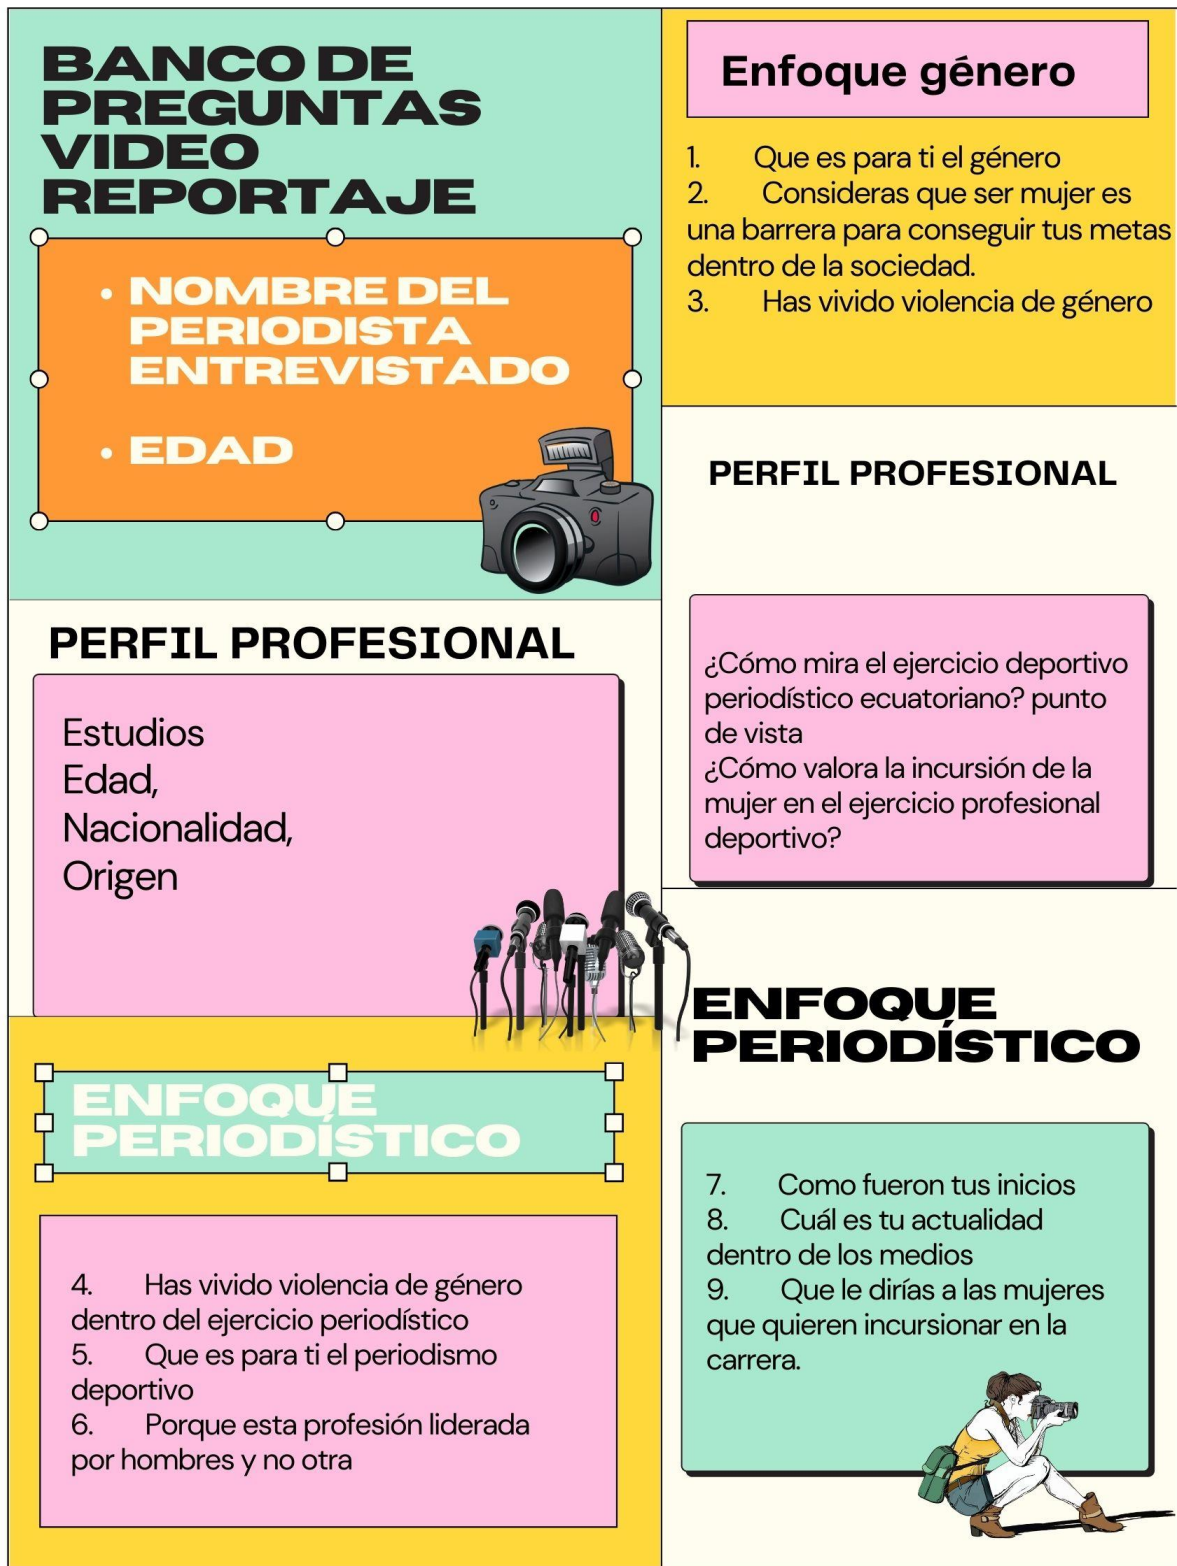 BANCO DE
PREGUNTAS
VIDEO
REPORTAJE
• NOMBRE DEL
PERIODISTA
ENTREVISTADO
• EDAD
Enfoque género
1. Que es para ti el género
2. Consideras que ser mujer es
una barrera para conseguir tus metas
dentro de la sociedad.
3. Has vivido violencia de género
PERFIL PROFESIONAL
Estudios
Edad,
Nacionalidad,
Origen
PERFIL PROFESIONAL
¿Cómo mira el ejercicio deportivo
periodístico ecuatoriano? punto
de vista
¿Cómo valora la incursión de la
mujer en el ejercicio profesional
deportivo?
ENFOQUE
PERIODÍSTICO
4. Has vivido violencia de género
dentro del ejercicio periodístico
5. Que es para ti el periodismo
deportivo
6. Porque esta profesión liderada
por hombres y no otra
ENFOQUE
PERIODÍSTICO
7. Como fueron tus inicios
8. Cuál es tu actualidad
dentro de los medios
9. Que le dirías a las mujeres
que quieren incursionar en la
carrera.